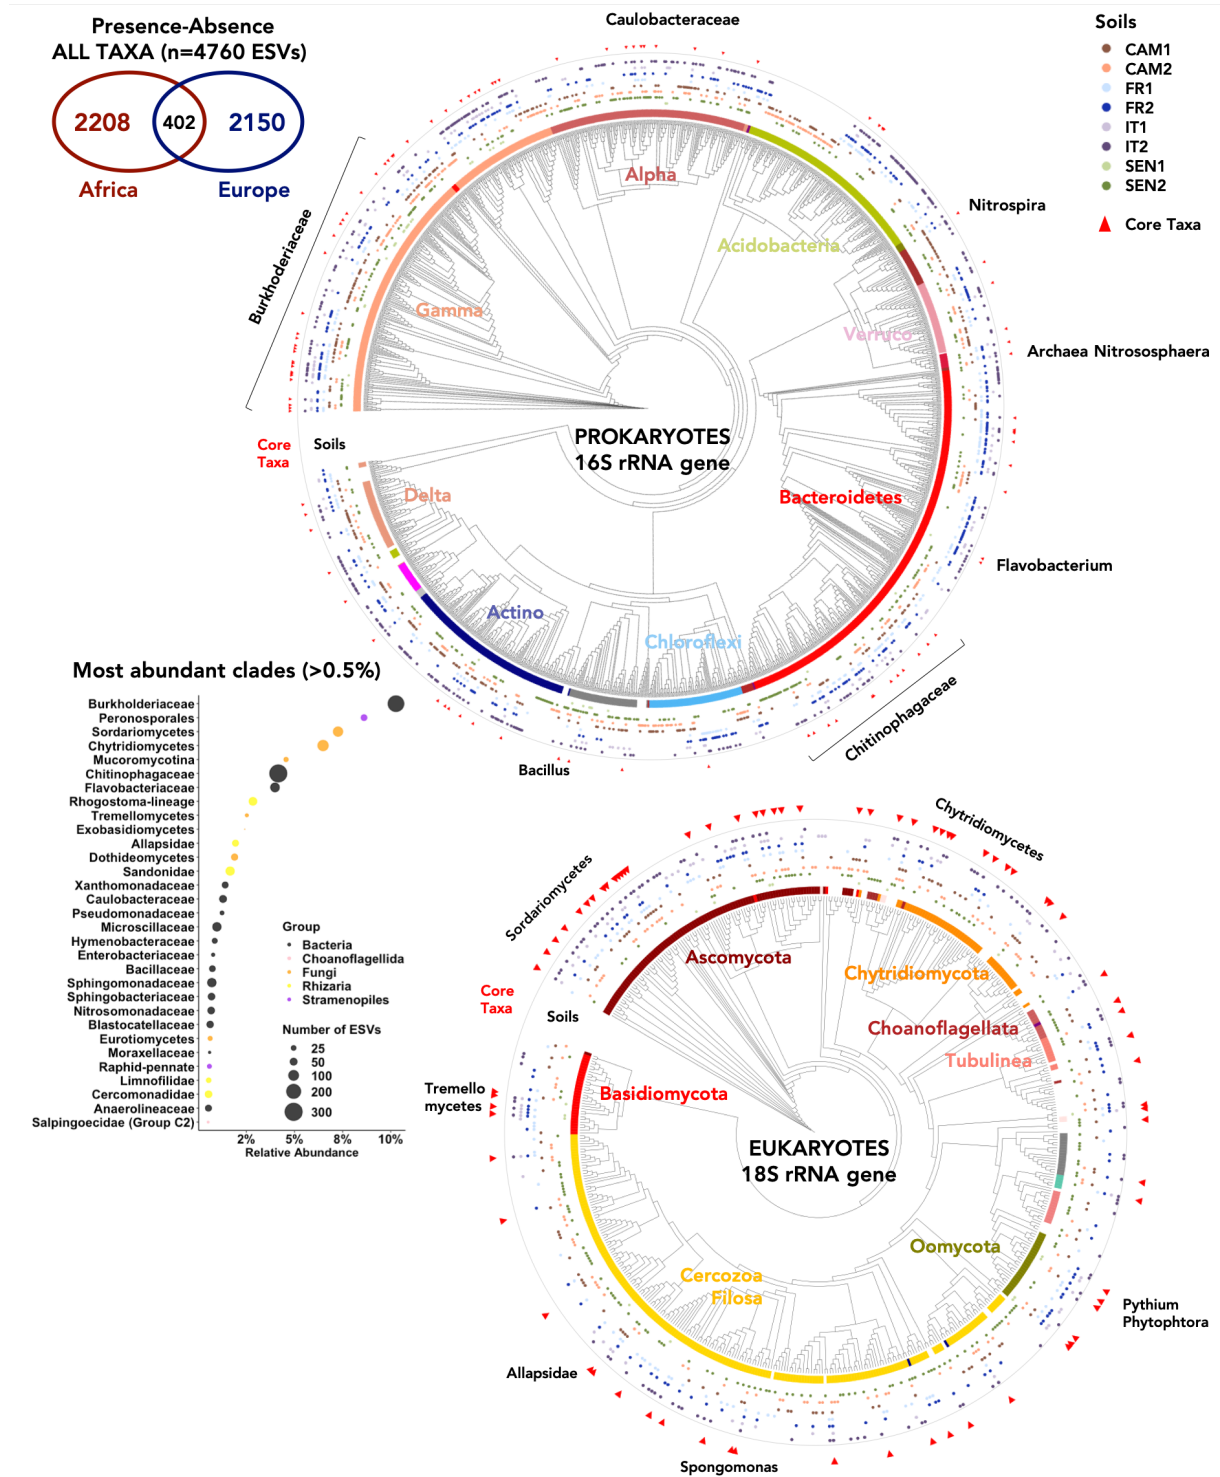 Presence-Absence
ALL TAXA (n=4760 ESVs)
2208
402
2150
Africa
Europe
Caulobacteraceae
Soils
CAM1
CAM2
FR1
FR2
IT1
IT2
SEN1
SEN2
Core Taxa
Burkhoderiaceae
Nitrospira
Archaea Nitrososphaera
Flavobacterium
Chitinophagaceae
Bacillus
Alpha
Acidobacteria
Gamma
Verruco
PROKARYOTES
16S rRNA gene
Core
Taxa
Soils
Delta
Bacteroidetes
Actino
Chloroflexi
Most abundant clades (>0.5%)
Burkholderiaceae
Peronosporales
Sordariomycetes
Chytridiomycetes
Mucoromycotina
Chitinophagaceae
Flavobacteriaceae
Rhogostoma-lineage
Tremellomycetes
Exobasidiomycetes
Allapsidae
Dothideomycetes
Sandonidae
Xanthomonadaceae
Caulobacteraceae
Pseudomonadaceae
Microscillaceae
Hymenobacteraceae
Enterobacteriaceae
Bacillaceae
Sphingomonadaceae
Sphingobacteriaceae
Nitrosomonadaceae
Blastocatellaceae
Eurotiomycetes
Moraxellaceae
Raphid-pennate
Limnofilidae
Cercomonadidae
Anaerolineaceae
Salpingoecidae (Group C2)
2%
5%
8%
10%
Relative Abundance
Group
Bacteria
Choanoflagellida
Fungi
Rhizaria
Stramenopiles
Number of ESVs
25
50
100
200
300
Sordariomycetes
Chytridiomycetes
Core
Taxa
Soils
Ascomycota
Chytridiomycota
Choanoflagellata
Tubulinea
Tremello
mycetes
Basidiomycota
EUKARYOTES
18S rRNA gene
Oomycota
Cercozoa
Filosa
Pythium
Phytophtora
Allapsidae
Spongomonas